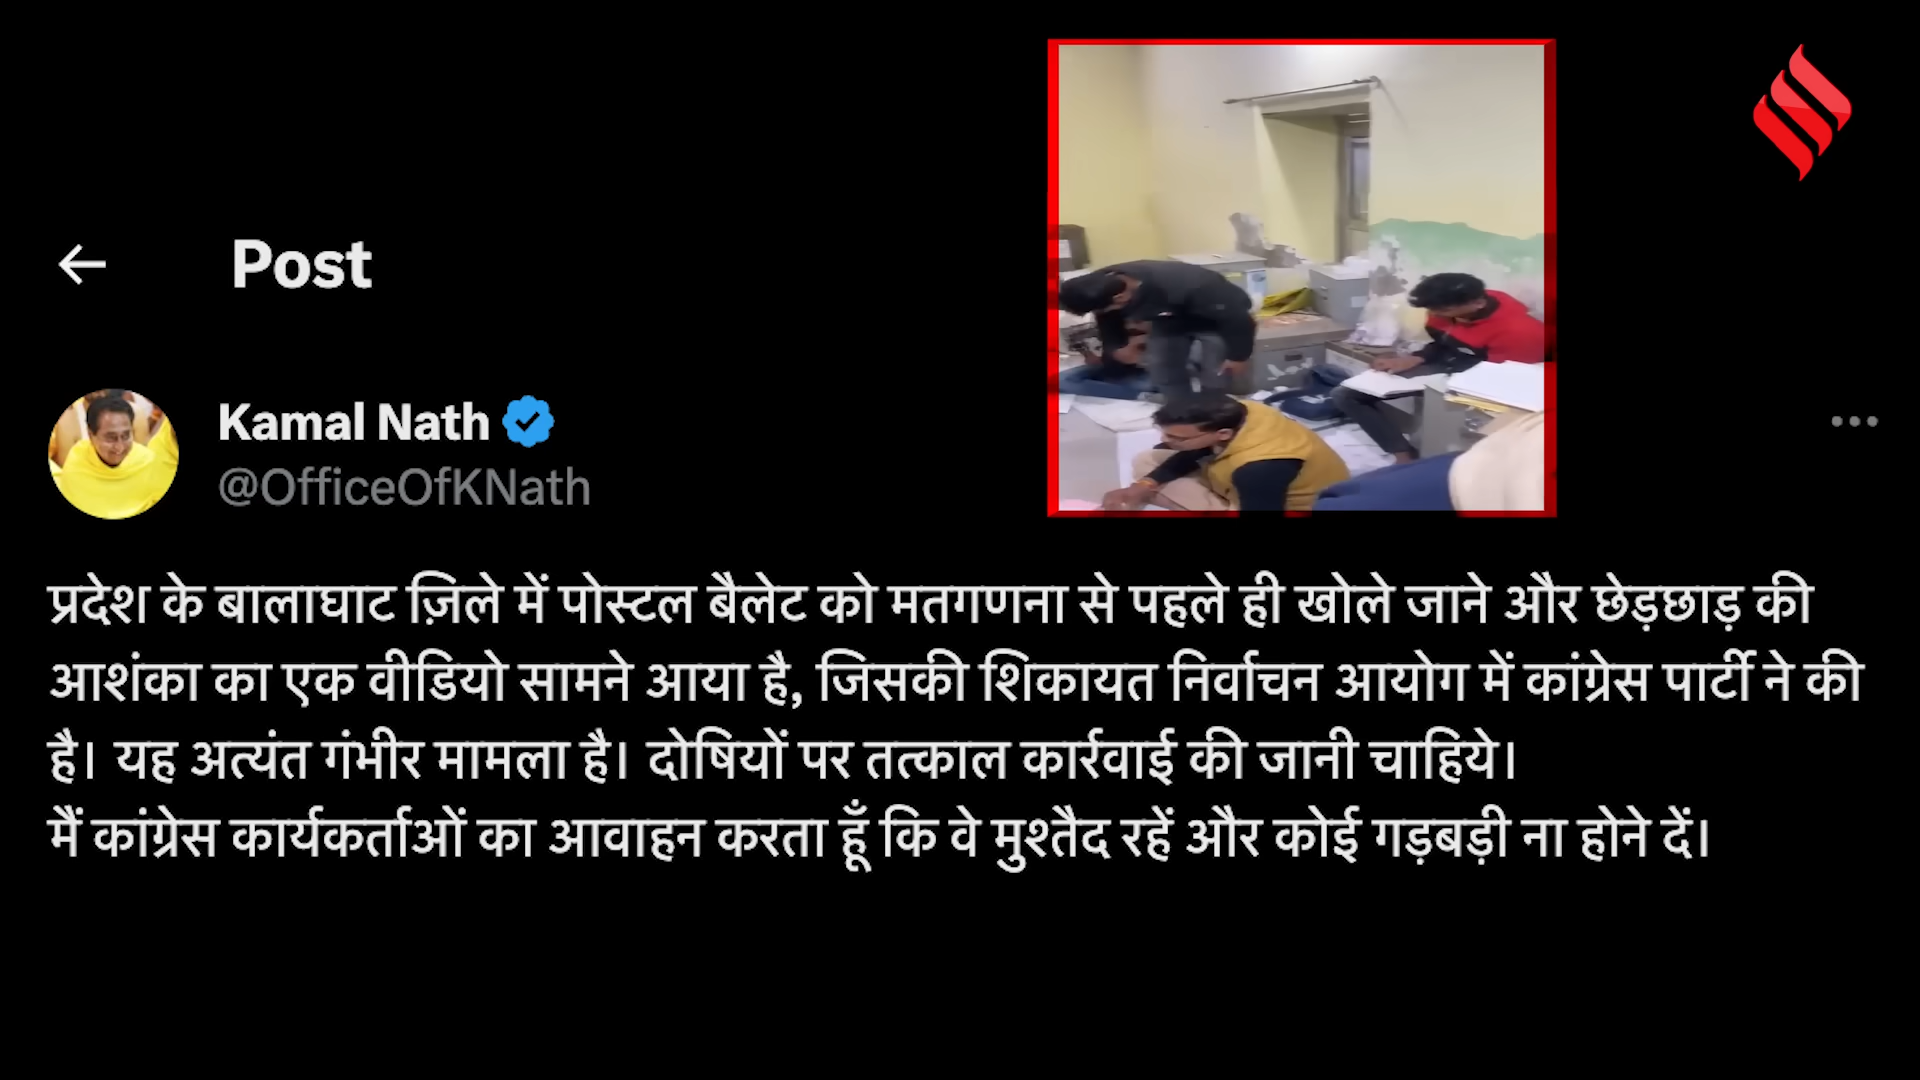 Post
Kamal Nath
@OfficeOfKNath
प्रदेश के बालाघाट ज़िले में पोस्टल बैलेट को मतगणना से पहले ही खोले जाने और छेड़छाड़ की
आशंका का एक वीडियो सामने आया है, जिसकी शिकायत निर्वाचन आयोग में कांग्रेस पार्टी ने की
है। यह अत्यंत गंभीर मामला है। दोषियों पर तत्काल कार्रवाई की जानी चाहिये।
मैं कांग्रेस कार्यकर्ताओं का आवाहन करता हूँ कि वे मुश्तैद रहें और कोई गड़बड़ी ना होने दें।